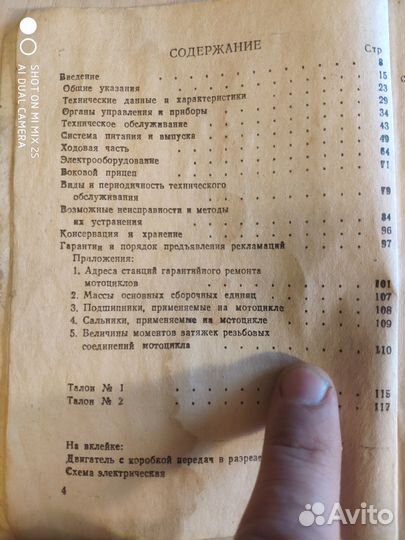 СОДЕРЖАНИЕ
Стр
Введение . . . . . . . . 8
Общие указания . . . . . . . . 15
Технические данные и характеристики . . . . 23
Органы управления и приборы . . . . . 29
Техническое обслуживание . . . . . . 34
Система питания и выпуска . . . . . . 43
Ходовая часть . . . . . . . . 49
Электрооборудование . . . . . . . 64
Боковой прицеп . . . . . . . . 71
Виды и периодичность технического
обслуживания . . . . . . . . 79
Возможные неисправности и методы
их устранения . . . . . . . . 84
Консервация и хранение . . . . . . 96
Гарантии и порядок предъявления рекламаций 97
Приложения:
1. Адреса станций гарантийного ремонта
мотоциклов . . . . . . . . 101
2. Массы основных сборочных единиц . . . 107
3. Подшипники, применяемые на мотоцикле . . 108
4. Сальники, применяемые на мотоцикле . . 109
5. Величины моментов затяжек резьбовых
соединений мотоцикла . . . . . . 110
Талон № 1 . . . . . . . 115
Талон № 2 . . . . . . . 117
На вклейке:
Двигатель с коробкой передач в разрезе
Схема электрическая
4
SHOT ON MI MIX 2S
AI DUAL CAMERA
Avito